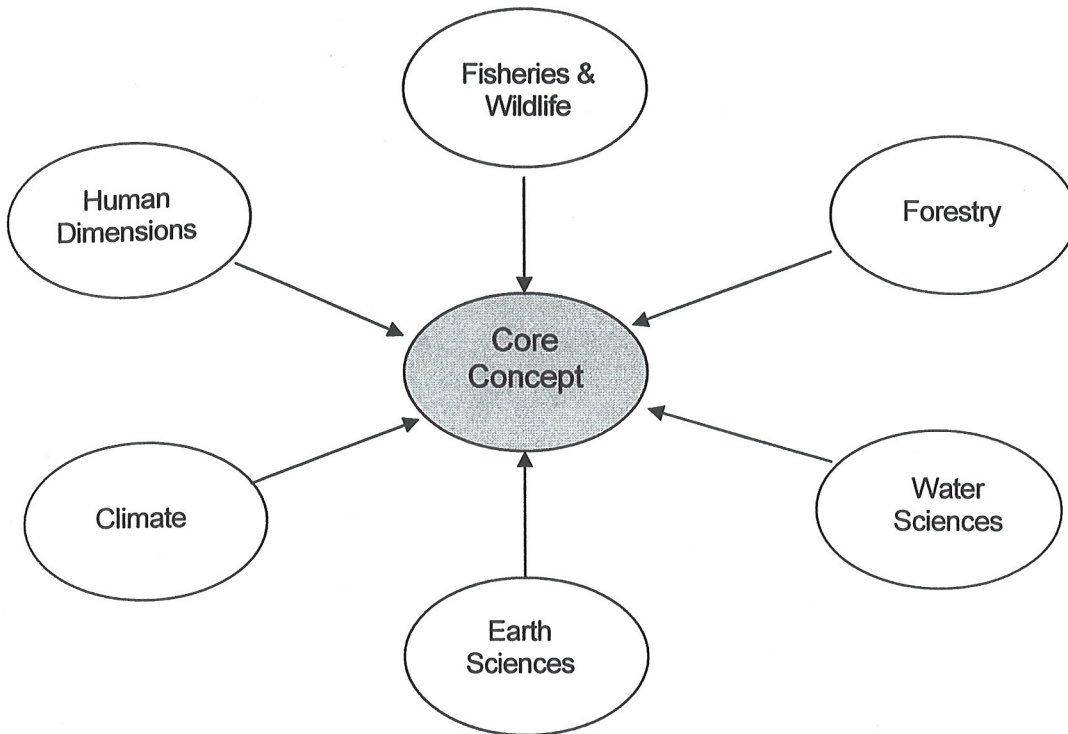 Fisheries &
Wildlife
Human
Dimensions
Forestry
Core
Concept
Climate
Water
Sciences
Earth
Sciences